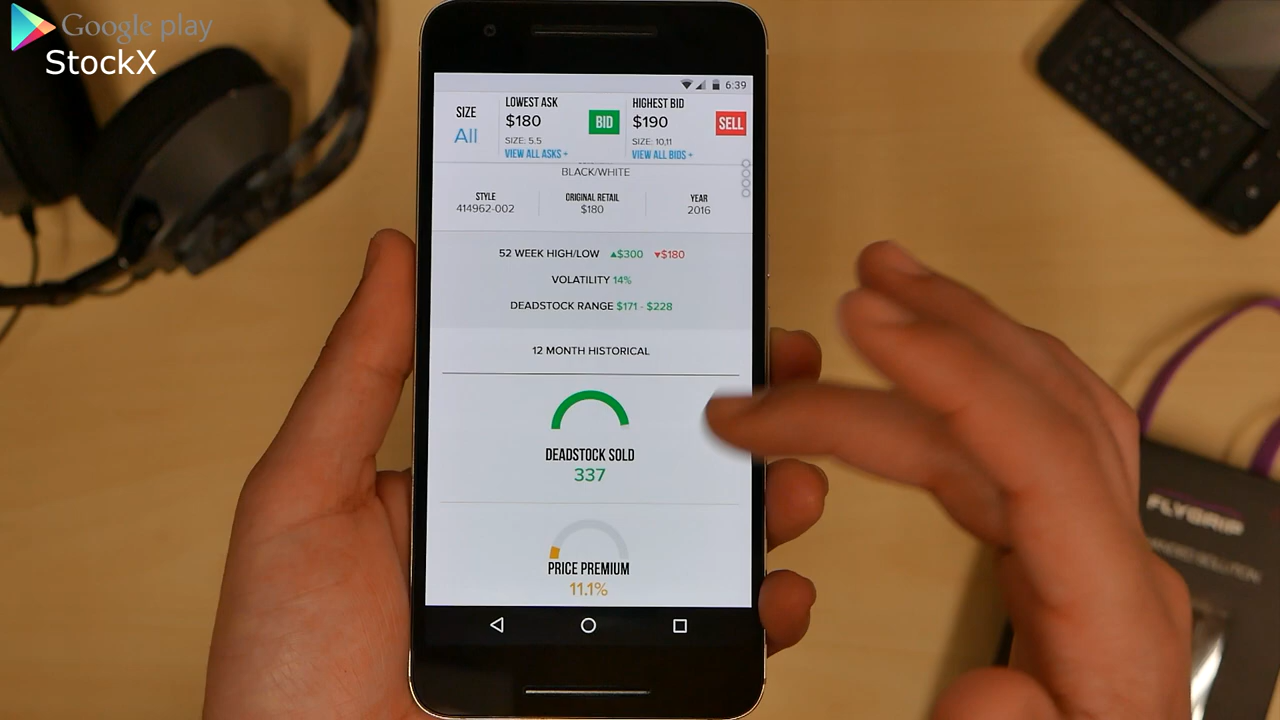 Google play
StockX
6:39
SIZE
All
LOWEST ASK
$180
SIZE: 5.5
VIEW ALL ASKS +
BID
HIGHEST BID
$190
SIZE: 10,11
VIEW ALL BIDS +
SELL
BLACK/WHITE
STYLE
414962-002
ORIGINAL RETAIL
$180
YEAR
2016
52 WEEK HIGH/LOW ▲$300 ▼$180
VOLATILITY 14%
DEADSTOCK RANGE $171 - $228
12 MONTH HISTORICAL
DEADSTOCK SOLD
337
PRICE PREMIUM
11.1%
FLYGRIP